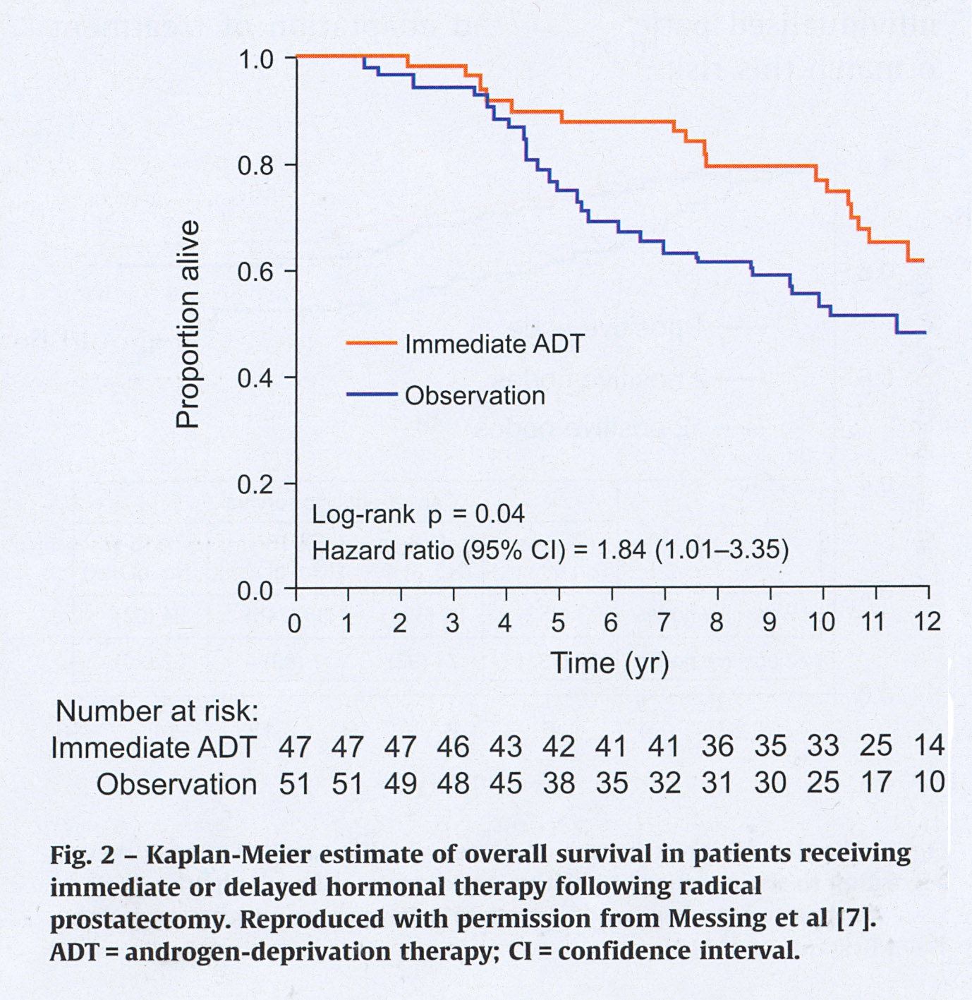 1.0
0.8
0.6
0.4
0.2
0.0
Proportion alive
Immediate ADT
Observation
Log-rank p = 0.04
Hazard ratio (95% CI) = 1.84 (1.01–3.35)
0 1 2 3 4 5 6 7 8 9 10 11 12
Time (yr)
Number at risk:
Immediate ADT 47 47 47 46 43 42 41 41 36 35 33 25 14
Observation 51 51 49 48 45 38 35 32 31 30 25 17 10
Fig. 2 – Kaplan-Meier estimate of overall survival in patients receiving
immediate or delayed hormonal therapy following radical
prostatectomy. Reproduced with permission from Messing et al [7].
ADT = androgen-deprivation therapy; CI = confidence interval.